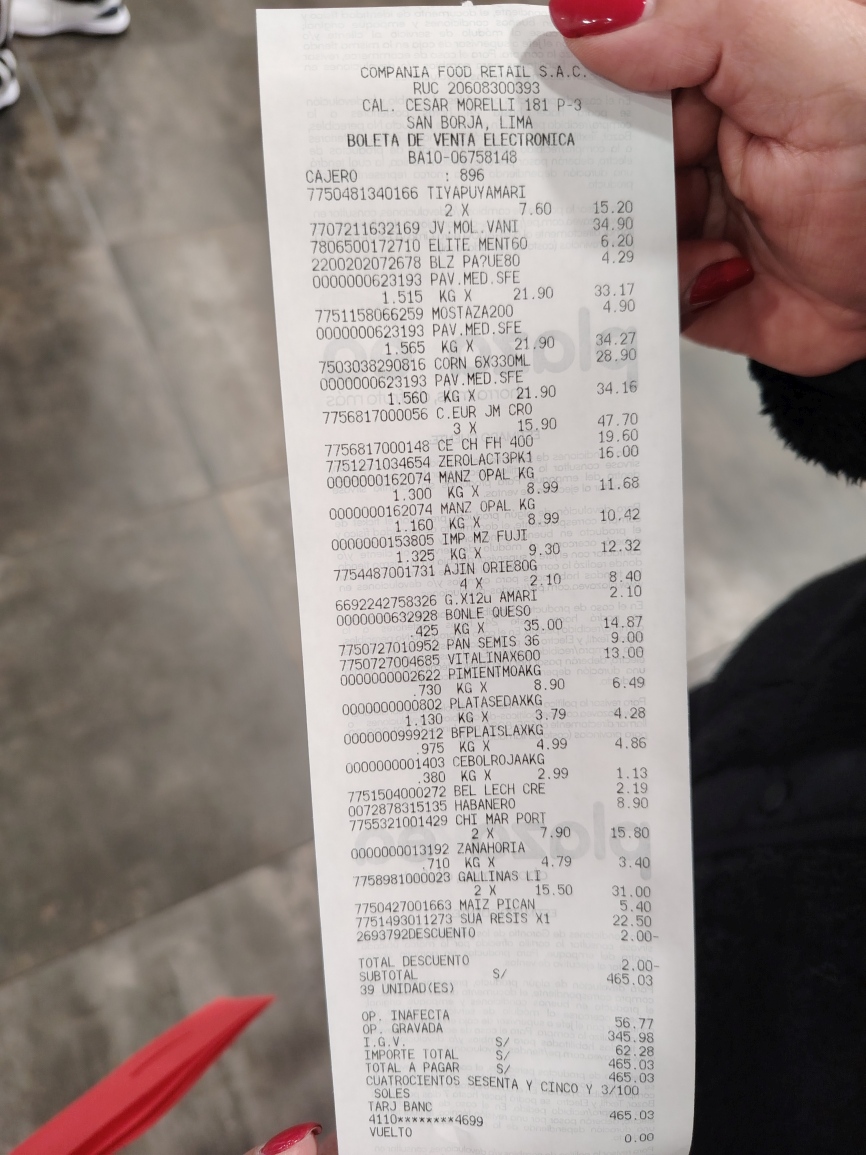 COMPANIA FOOD RETAIL S.A.C.
RUC 20608300393
CAL. CESAR MORELLI 181 P-3
SAN BORJA, LIMA
BOLETA DE VENTA ELECTRONICA
BA10-06758148
CAJERO : 896
7750481340166 TIYAPUYAMARI
2 X 7.60 15.20
7707211632169 JV.MOL.VANI 34.90
7806500172710 ELITE MENT60 6.20
2200202072678 BLZ PA?UE80 4.29
0000000623193 PAV.MED.SFE
1.515 KG X 21.90 33.17
7751158066259 MOSTAZA200 4.90
0000000623193 PAV.MED.SFE
1.565 KG X 21.90 34.27
7503038290816 CORN 6X330ML 28.90
0000000623193 PAV.MED.SFE
1.560 KG X 21.90 34.16
7756817000056 C.EUR JM CRO
3 X 15.90 47.70
7756817000148 CE CH FH 400 19.60
7751271034654 ZEROLACT3PK1 16.00
0000000162074 MANZ OPAL KG
1.300 KG X 8.99 11.68
0000000162074 MANZ OPAL KG
1.160 KG X 8.99 10.42
0000000153805 IMP MZ FUJI
1.325 KG X 9.30 12.32
7754487001731 AJIN ORIE80G
4 X 2.10 8.40
6692242758326 G.X12u AMARI 2.10
0000000632928 BONLE QUESO
.425 KG X 35.00 14.87
7750727010952 PAN SEMIS 36 9.00
7750727004685 VITALINAX600 13.00
0000000002622 PIMIENTMOAKG
.730 KG X 8.90 6.49
0000000000802 PLATASEDAXKG
1.130 KG X 3.79 4.28
0000000999212 BFPLAISLAXKG
.975 KG X 4.99 4.86
0000000001403 CEBOLROJAAKG
.380 KG X 2.99 1.13
7751504000272 BEL LECH CRE 2.19
0072878315135 HABANERO 8.90
7755321001429 CHI MAR PORT
2 X 7.90 15.80
0000000013192 ZANAHORIA
.710 KG X 4.79 3.40
7758981000023 GALLINAS LI
2 X 15.50 31.00
7750427001663 MAIZ PICAN 5.40
7751493011273 SUA RESIS X1 22.50
2693792DESCUENTO 2.00-
TOTAL DESCUENTO 2.00-
SUBTOTAL S/ 465.03
39 UNIDAD(ES)
OP. INAFECTA 56.77
OP. GRAVADA 345.98
I.G.V. S/ 62.28
IMPORTE TOTAL S/ 465.03
TOTAL A PAGAR S/ 465.03
CUATROCIENTOS SESENTA Y CINCO Y 3/100
SOLES
TARJ BANC 465.03
4110********4699
VUELTO 0.00